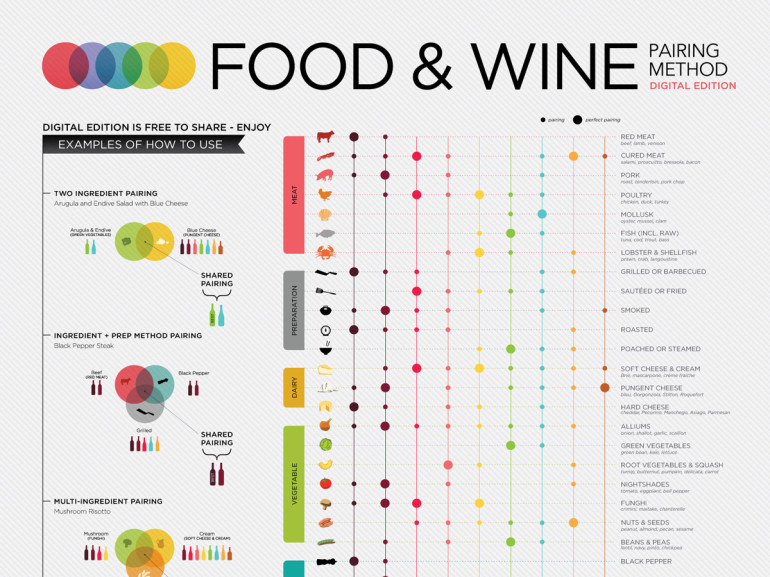 FOOD & WINE
PAIRING
METHOD
DIGITAL EDITION
DIGITAL EDITION IS FREE TO SHARE - ENJOY
EXAMPLES OF HOW TO USE
TWO INGREDIENT PAIRING
Arugula and Endive Salad with Blue Cheese
Arugula & Endive
(GREEN VEGETABLES)
Blue Cheese
(PUNGENT CHEESE)
SHARED
PAIRING
INGREDIENT + PREP METHOD PAIRING
Black Pepper Steak
Beef
(RED MEAT)
Black Pepper
Grilled
SHARED
PAIRING
MULTI-INGREDIENT PAIRING
Mushroom Risotto
Mushroom
(FUNGHI)
Cream
(SOFT CHEESE & CREAM)
pairing
perfect pairing
MEAT
PREPARATION
DAIRY
VEGETABLE
RED MEAT
beef, lamb, venison
CURED MEAT
salami, prosciutto, bresaola, bacon
PORK
roast, tenderloin, pork chop
POULTRY
chicken, duck, turkey
MOLLUSK
oyster, mussel, clam
FISH (INCL. RAW)
tuna, cod, trout, bass
LOBSTER & SHELLFISH
prawn, crab, langoustine
GRILLED OR BARBECUED
SAUTÉED OR FRIED
SMOKED
ROASTED
POACHED OR STEAMED
SOFT CHEESE & CREAM
Brie, mascarpone, crème fraîche
PUNGENT CHEESE
bleu, Gorgonzola, Stilton, Roquefort
HARD CHEESE
cheddar, Pecorino, Manchego, Asiago, Parmesan
ALLIUMS
onion, shallot, garlic, scallion
GREEN VEGETABLES
green bean, kale, lettuce
ROOT VEGETABLES & SQUASH
turnip, butternut, pumpkin, delicata, carrot
NIGHTSHADES
tomato, eggplant, bell pepper
FUNGHI
crimini, maitake, chanterelle
NUTS & SEEDS
peanut, almond, pecan, sesame
BEANS & PEAS
lentil, navy, pinto, chickpea
BLACK PEPPER